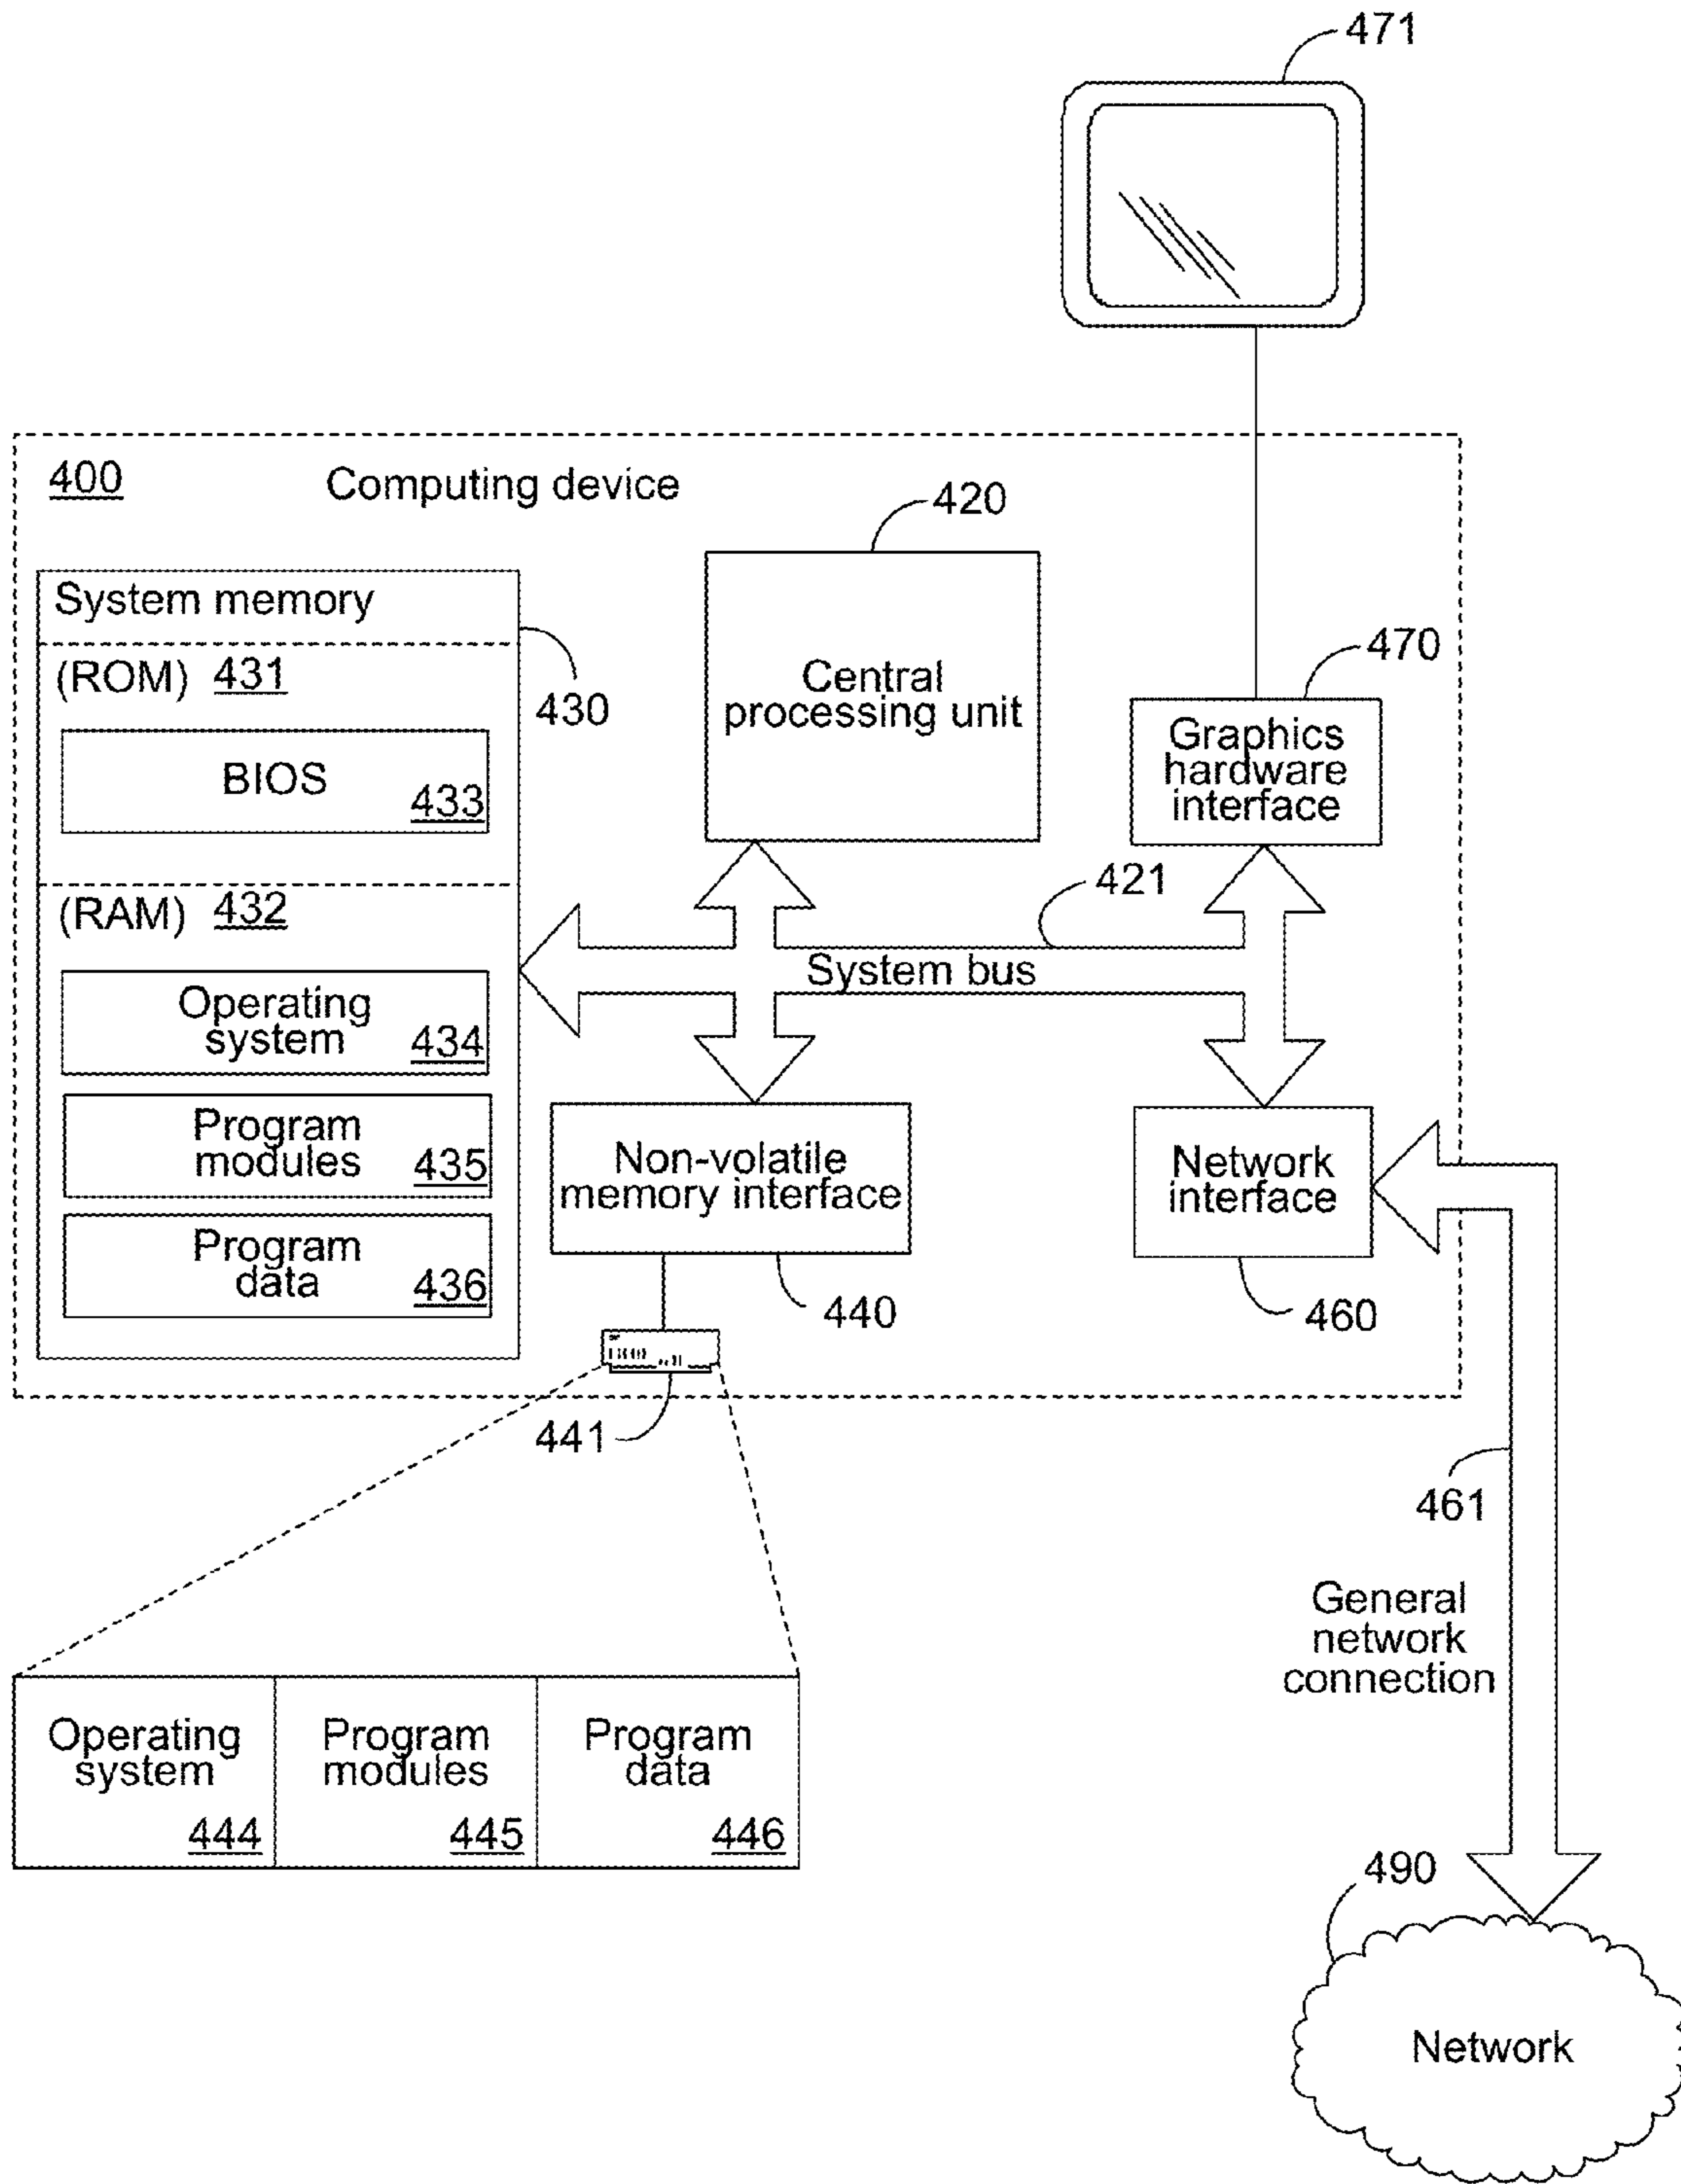 471
400 Computing device
420
System memory
(ROM) 431
430
BIOS
433
Central
processing unit
470
Graphics
hardware
interface
(RAM) 432
421
System bus
Operating
system 434
Program
modules 435
Program
data 436
Non-volatile
memory interface
440
Network
interface
460
441
461
General
network
connection
Operating
system
444
Program
modules
445
Program
data
446
490
Network